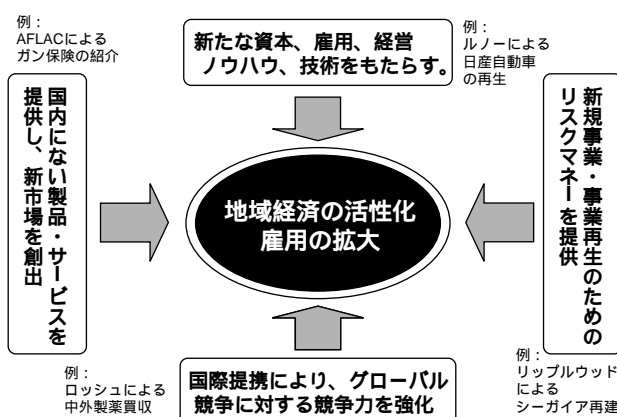 例：
AFLACによる
ガン保険の紹介
新たな資本、雇用、経営
ノウハウ、技術をもたらす。
例：
ルノーによる
日産自動車
の再生
国内にない製品・サービスを
提供し、新市場を創出
地域経済の活性化
雇用の拡大
新規事業・事業再生のための
リスクマネーを提供
例：
ロッシュによる
中外製薬買収
国際提携により、グローバル
競争に対する競争力を強化
例：
リップルウッド
による
シーガイア再建